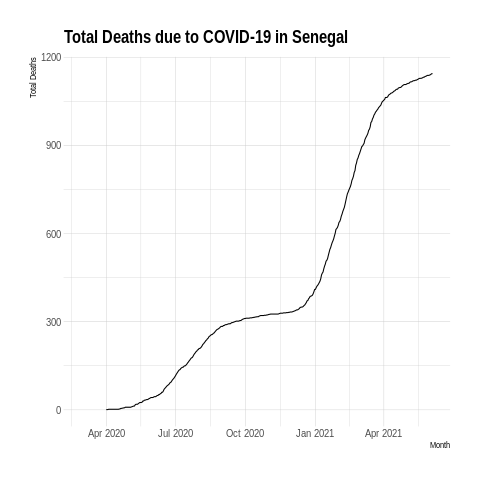 Total Deaths due to COVID-19 in Senegal
Total Deaths
1200
900
600
300
0
Apr 2020 Jul 2020 Oct 2020 Jan 2021 Apr 2021
Month